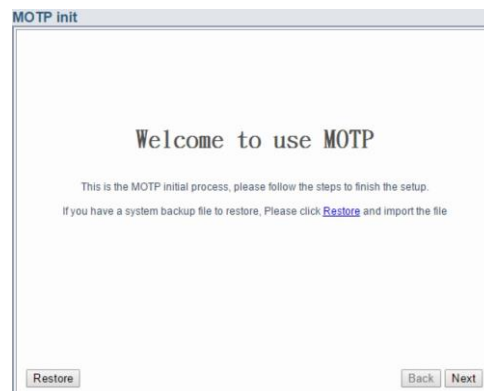 MOTP init
Welcome to use MOTP
This is the MOTP initial process, please follow the steps to finish the setup.
If you have a system backup file to restore, Please click Restore and import the file
Restore
Back
Next